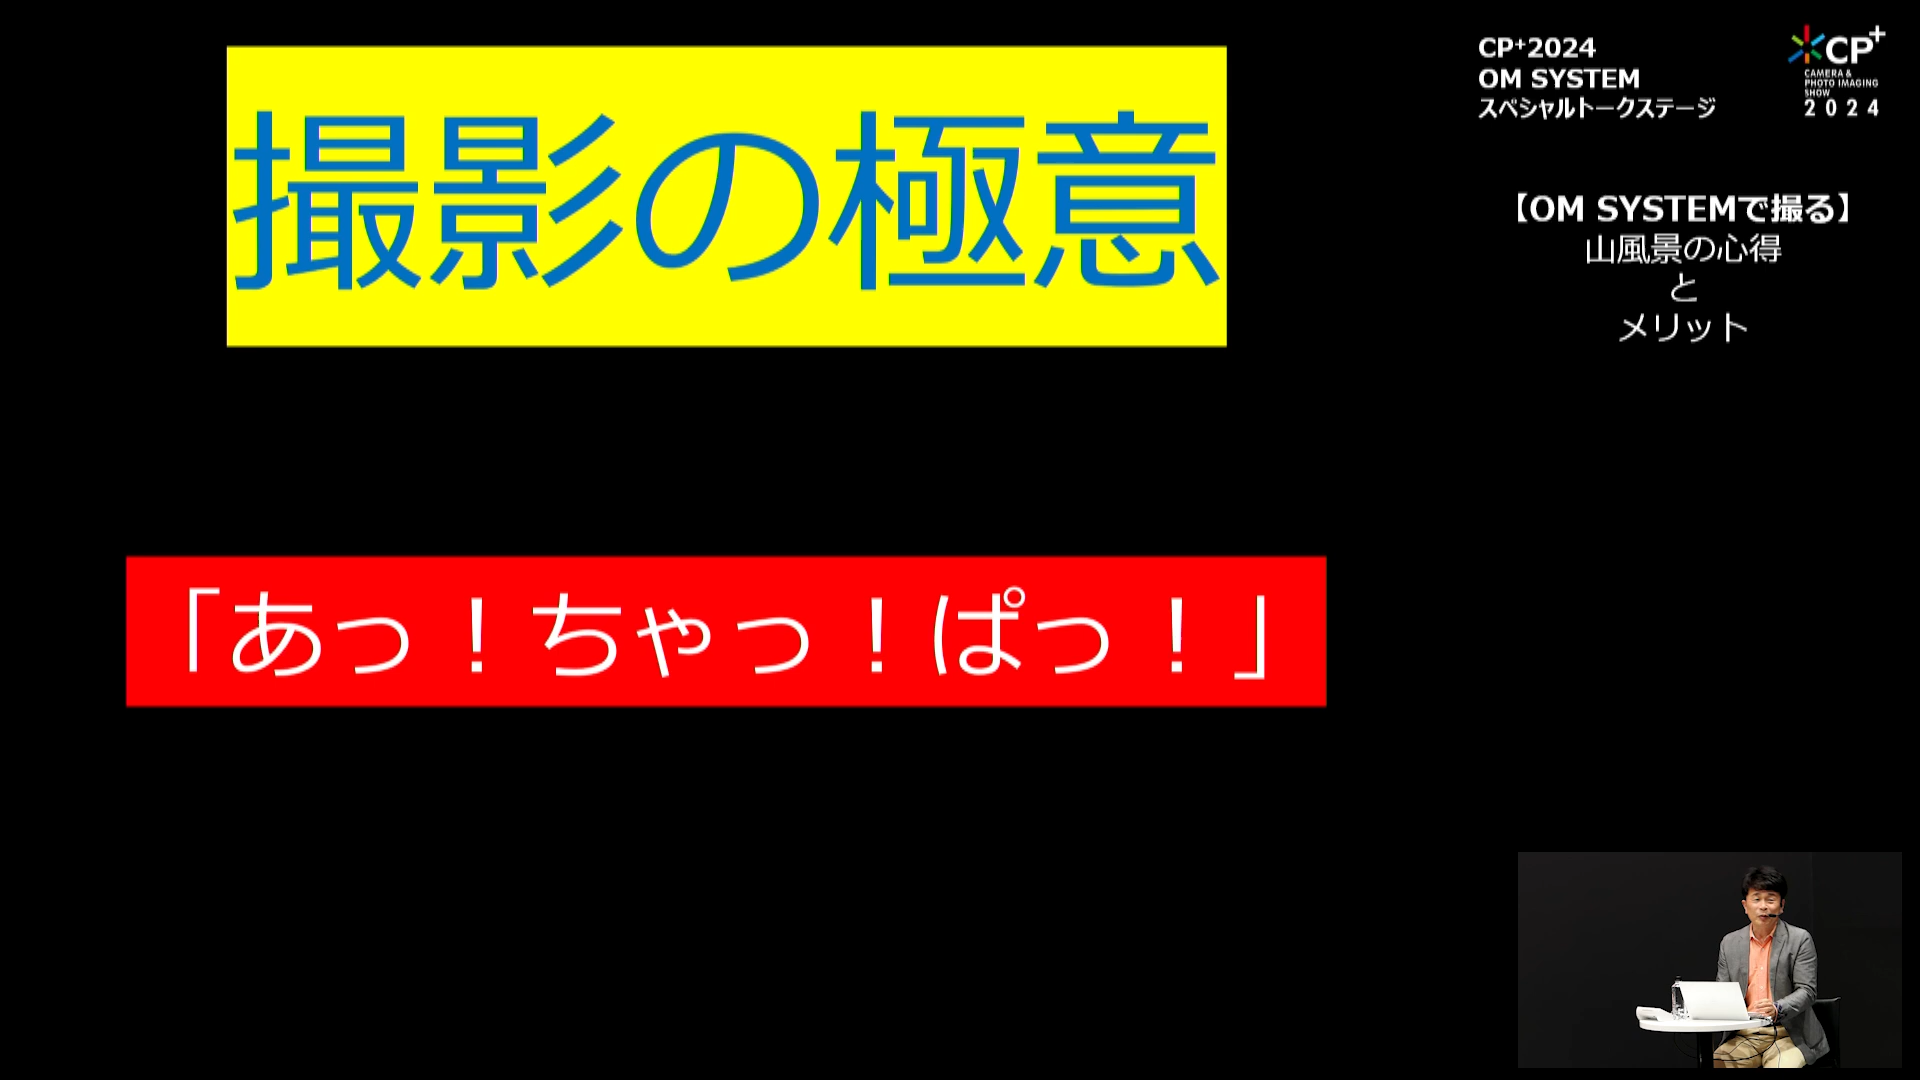 撮影の極意
「あっ！ちゃっ！ぱっ！」
CP⁺2024
OM SYSTEM
スペシャルトークステージ
CP+
CAMERA &
PHOTO IMAGING
SHOW
2024
【OM SYSTEMで撮る】
山風景の心得
と
メリット